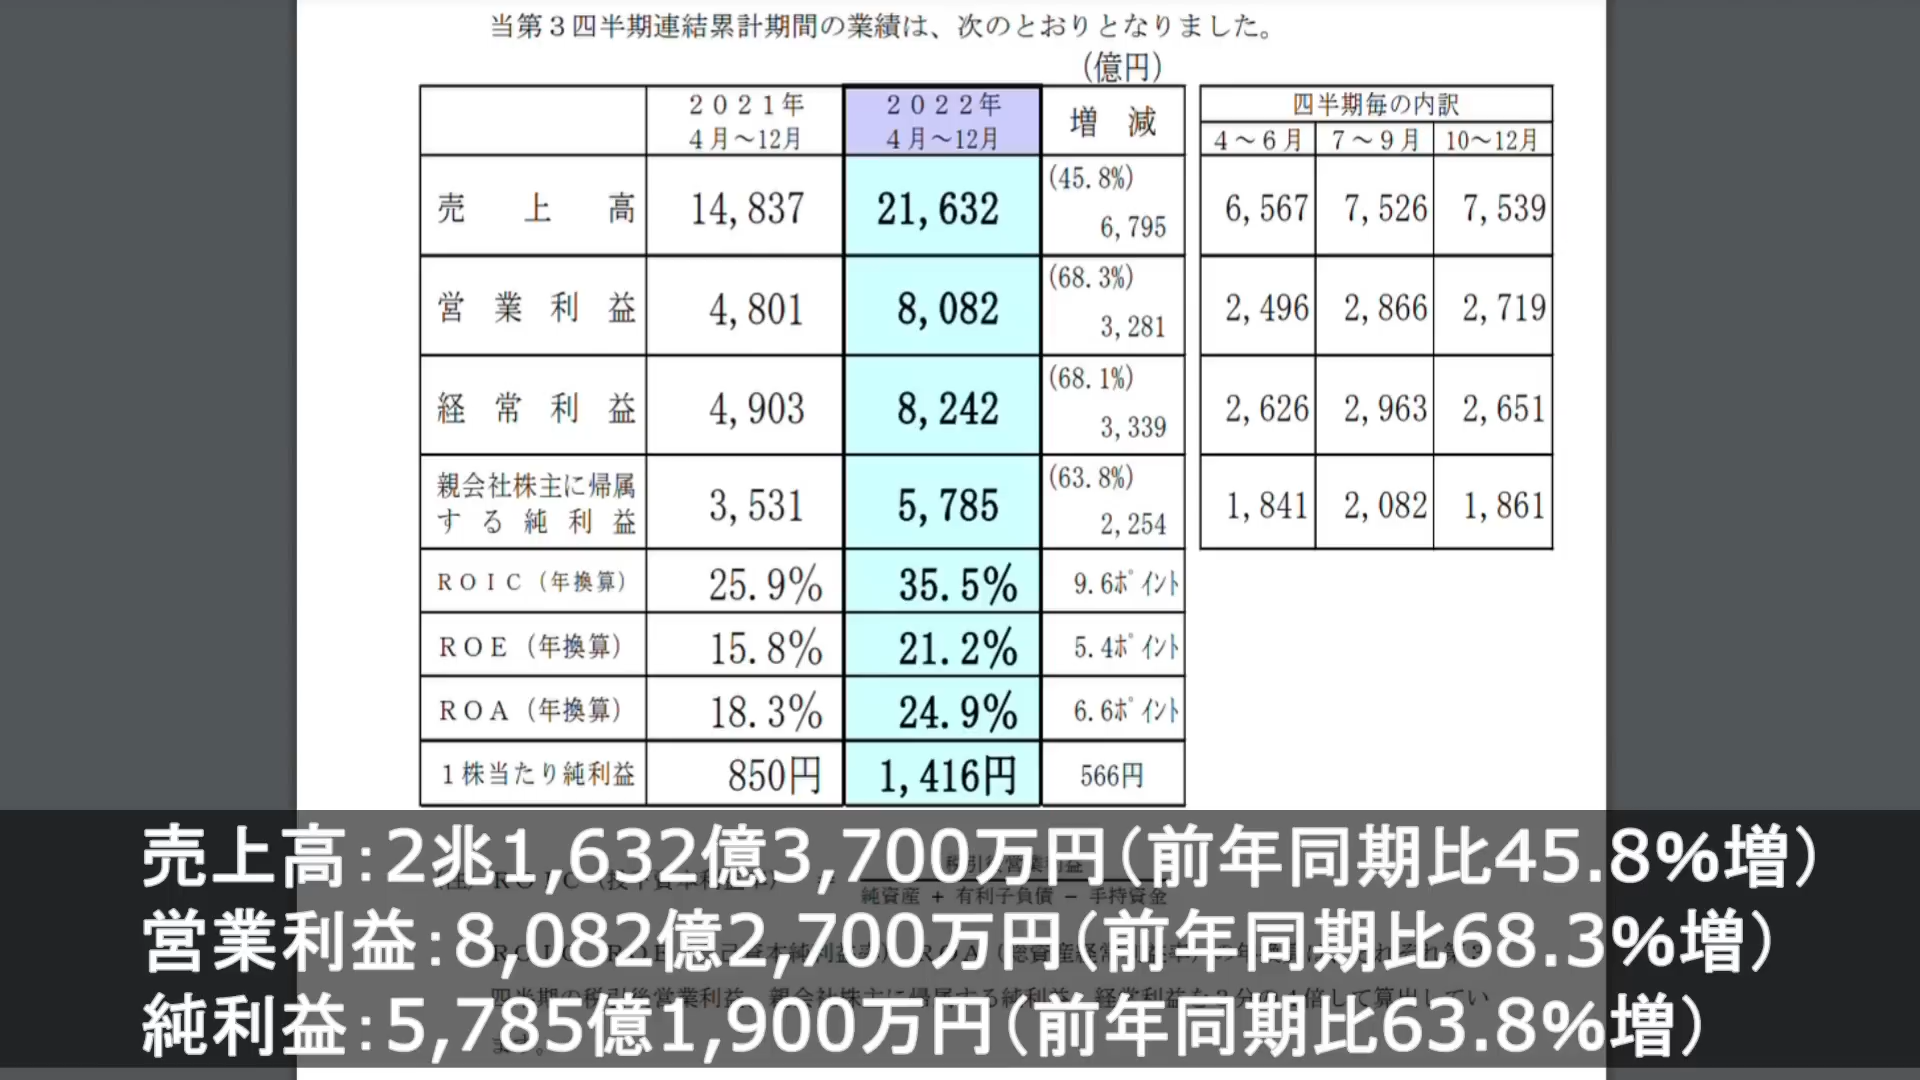 当第３四半期連結累計期間の業績は、次のとおりとなりました。
(億円)
２０２１年 ４月～12月 ２０２２年 ４月～12月 増 減 四半期毎の内訳
４～６月 ７～９月 10～12月
売上高 14,837 21,632 (45.8%) 6,795 6,567 7,526 7,539
営業利益 4,801 8,082 (68.3%) 3,281 2,496 2,866 2,719
経常利益 4,903 8,242 (68.1%) 3,339 2,626 2,963 2,651
親会社株主に帰属する純利益 3,531 5,785 (63.8%) 2,254 1,841 2,082 1,861
ＲＯＩＣ（年換算） 25.9% 35.5% 9.6ﾎﾟｲﾝﾄ
ＲＯＥ（年換算） 15.8% 21.2% 5.4ﾎﾟｲﾝﾄ
ＲＯＡ（年換算） 18.3% 24.9% 6.6ﾎﾟｲﾝﾄ
１株当たり純利益 850円 1,416円 566円
売上高：2兆1,632億3,700万円（前年同期比45.8%増）
純資産 + 有利子負債 − 手持資金
営業利益：8,082億2,700万円（前年同期比68.3%増）
純利益：5,785億1,900万円（前年同期比63.8%増）